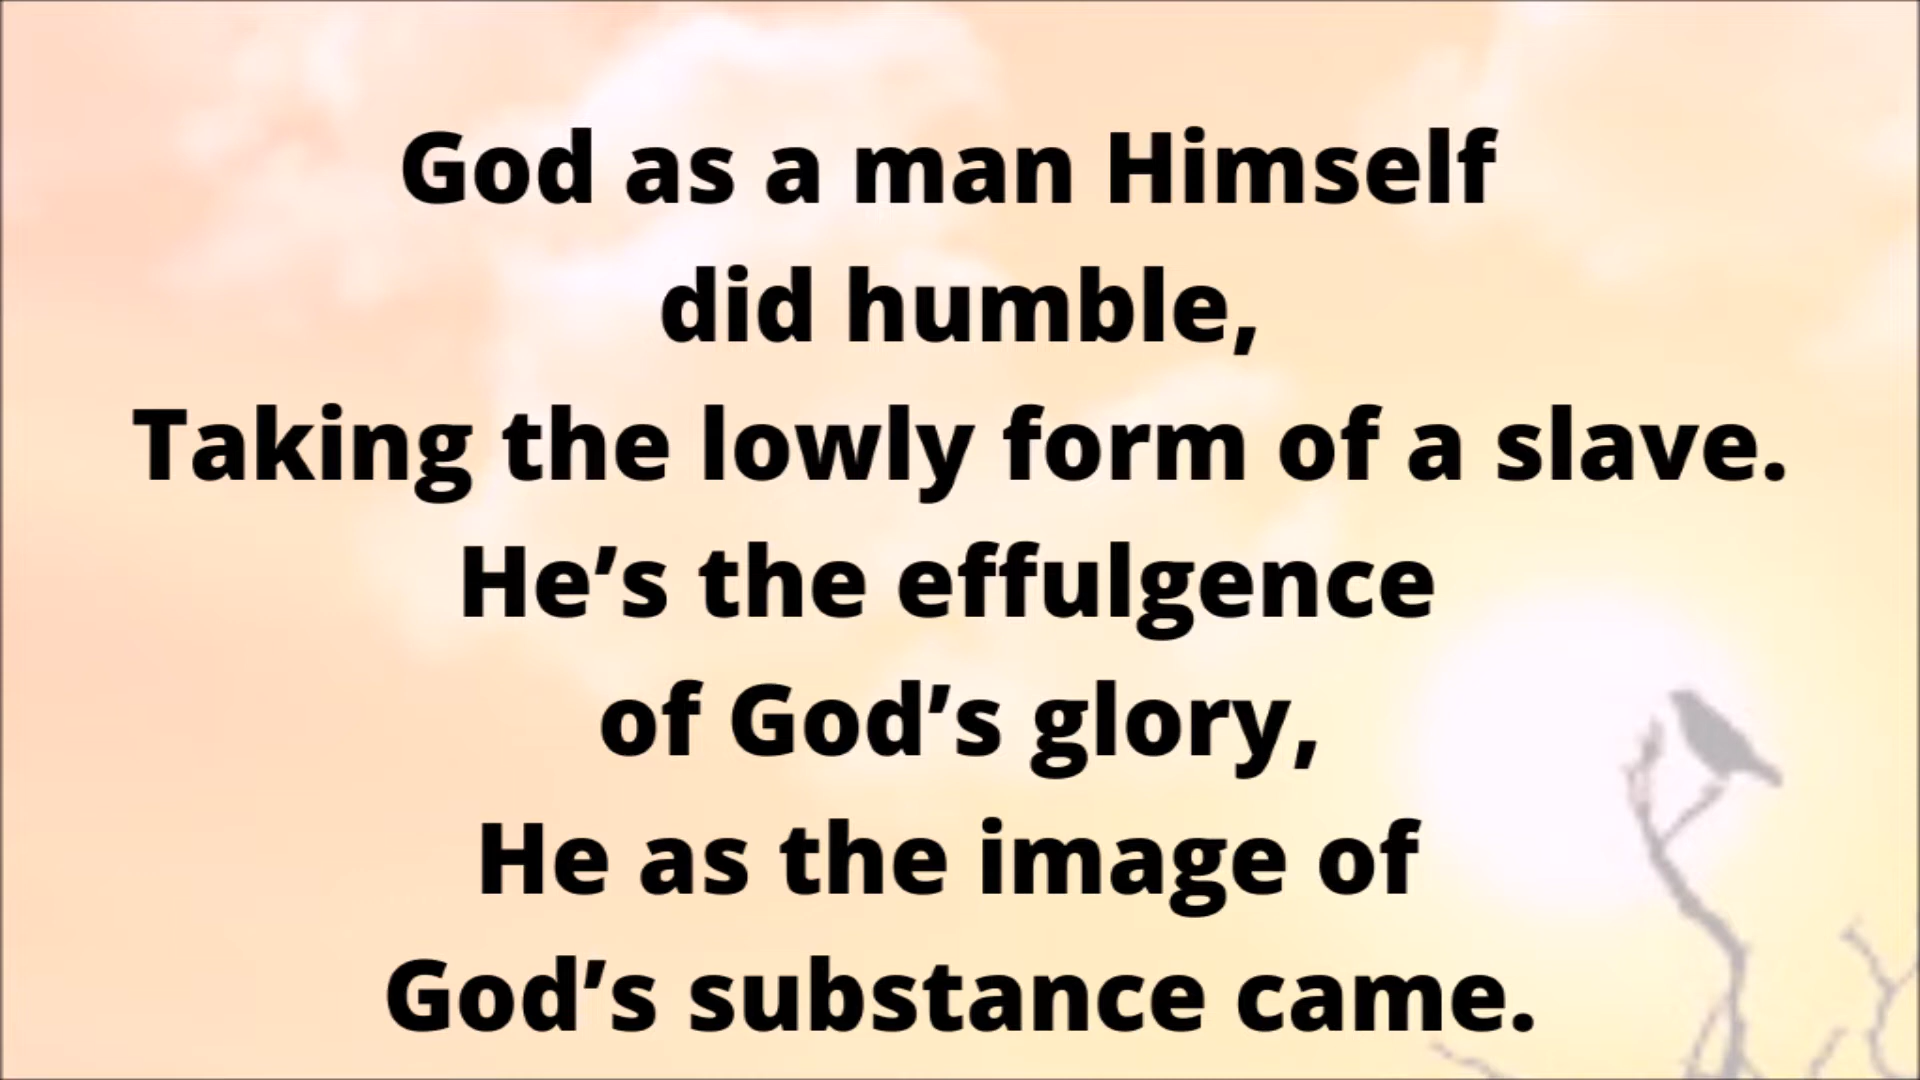 God as a man Himself
did humble,
Taking the lowly form of a slave.
He’s the effulgence
of God’s glory,
He as the image of
God’s substance came.